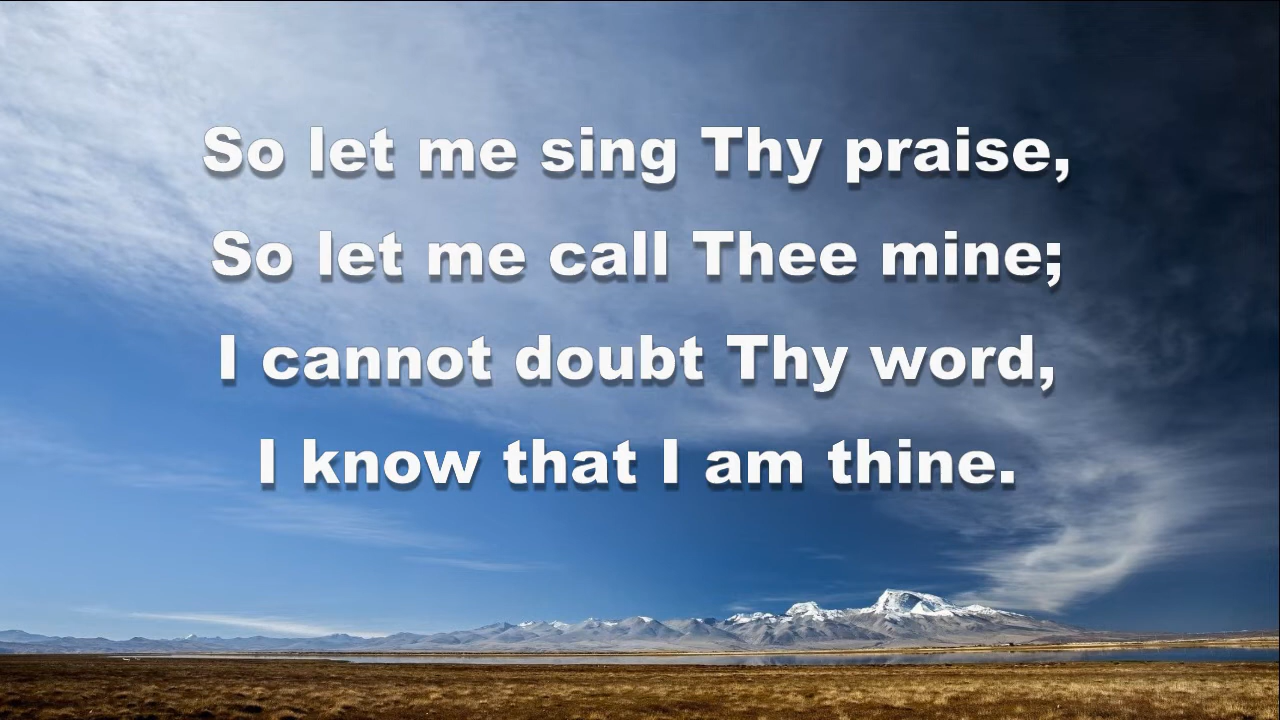 So let me sing Thy praise,
So let me call Thee mine;
I cannot doubt Thy word,
I know that I am thine.